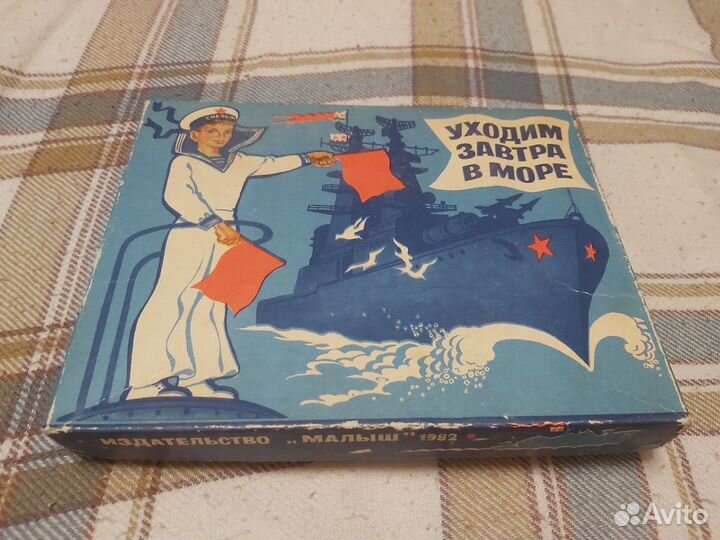 СМЕЛЫЙ
УХОДИМ
ЗАВТРА
В МОРЕ
ИЗДАТЕЛЬСТВО „МАЛЫШ" 1982
Avito